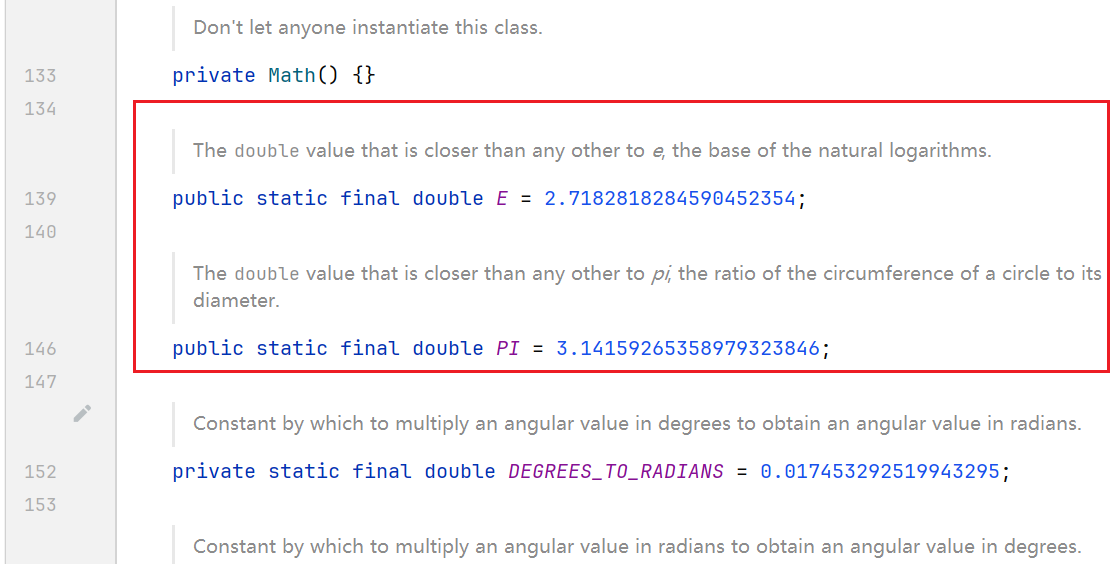 Don't let anyone instantiate this class.
133 private Math() {}
134
The double value that is closer than any other to e, the base of the natural logarithms.
139 public static final double E = 2.7182818284590452354;
140
The double value that is closer than any other to pi, the ratio of the circumference of a circle to its
diameter.
146 public static final double PI = 3.14159265358979323846;
147
Constant by which to multiply an angular value in degrees to obtain an angular value in radians.
152 private static final double DEGREES_TO_RADIANS = 0.017453292519943295;
153
Constant by which to multiply an angular value in radians to obtain an angular value in degrees.